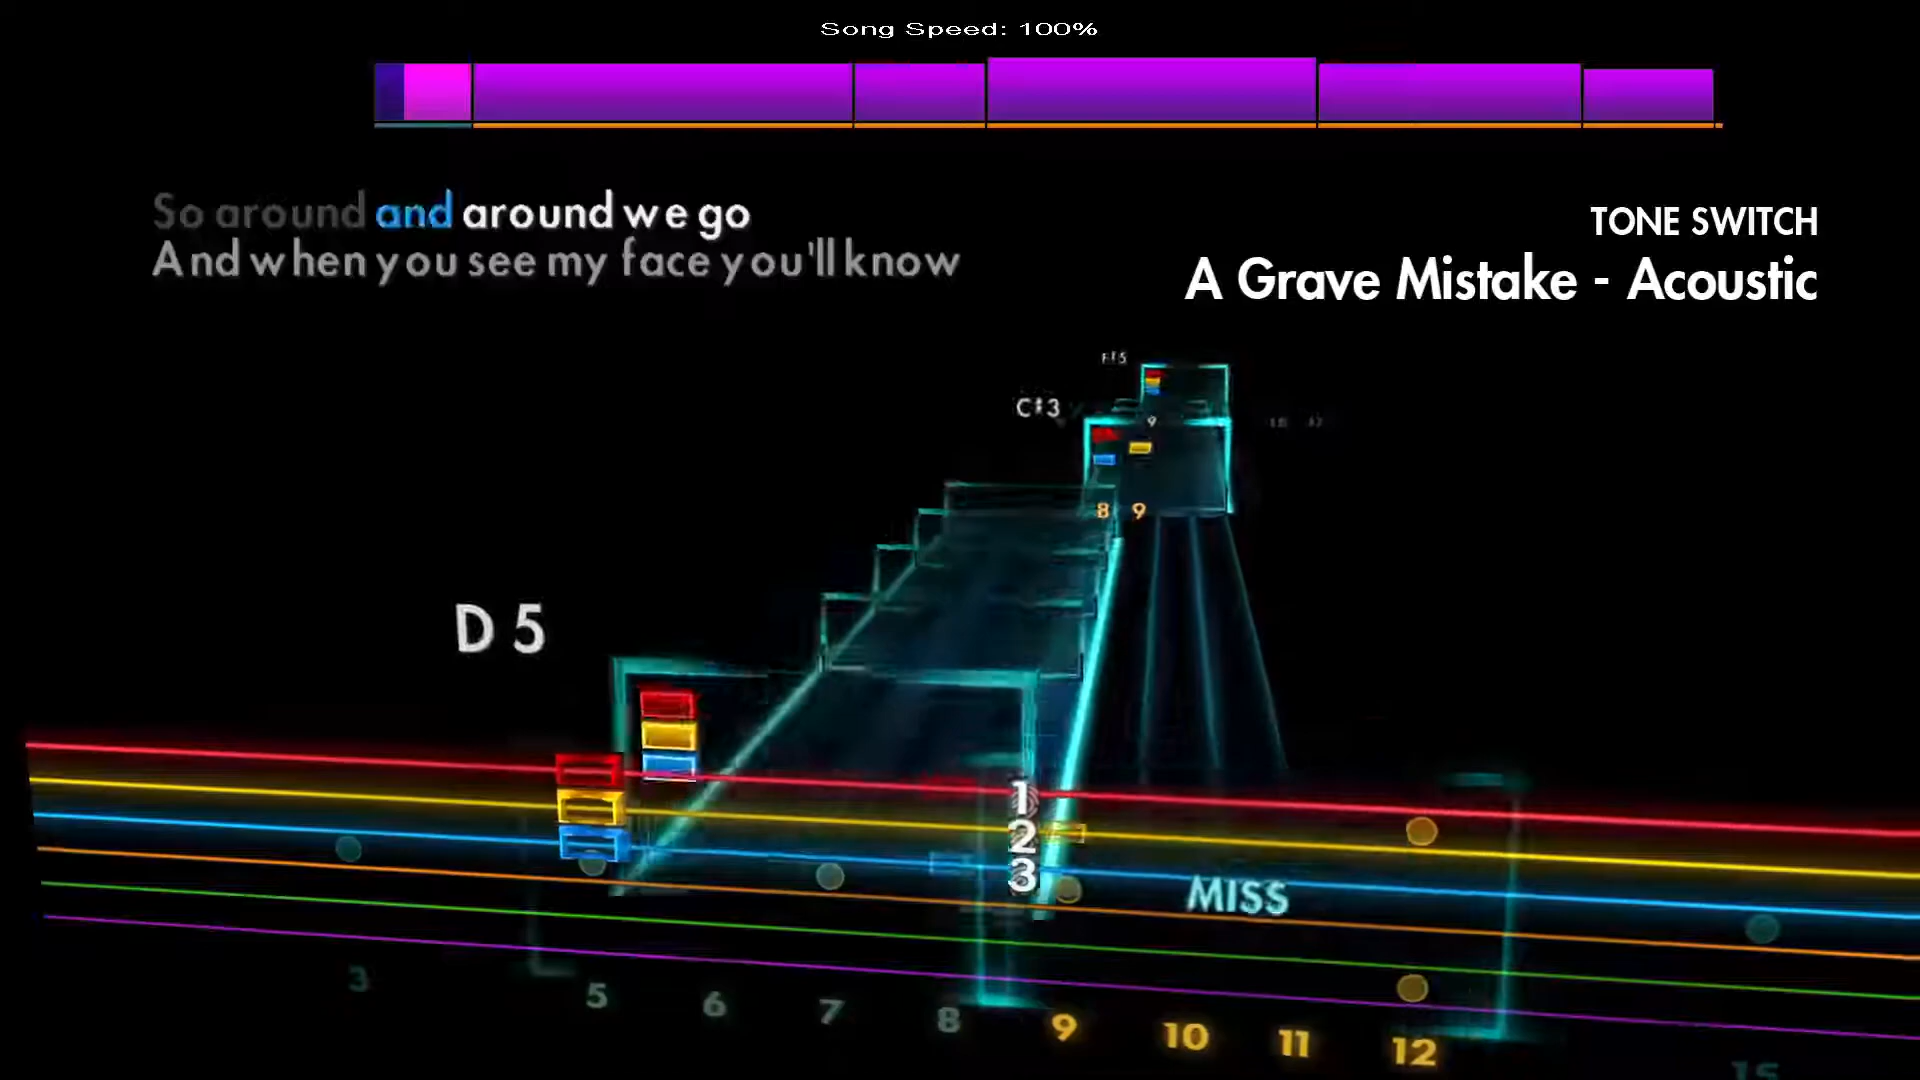 Song Speed: 100%
So around and around we go
And when you see my face you'll know
TONE SWITCH
A Grave Mistake - Acoustic
F#5
C#3
9
8 9
D 5
1
2
3
MISS
3 5 6 7 8 9 10 11 12 15